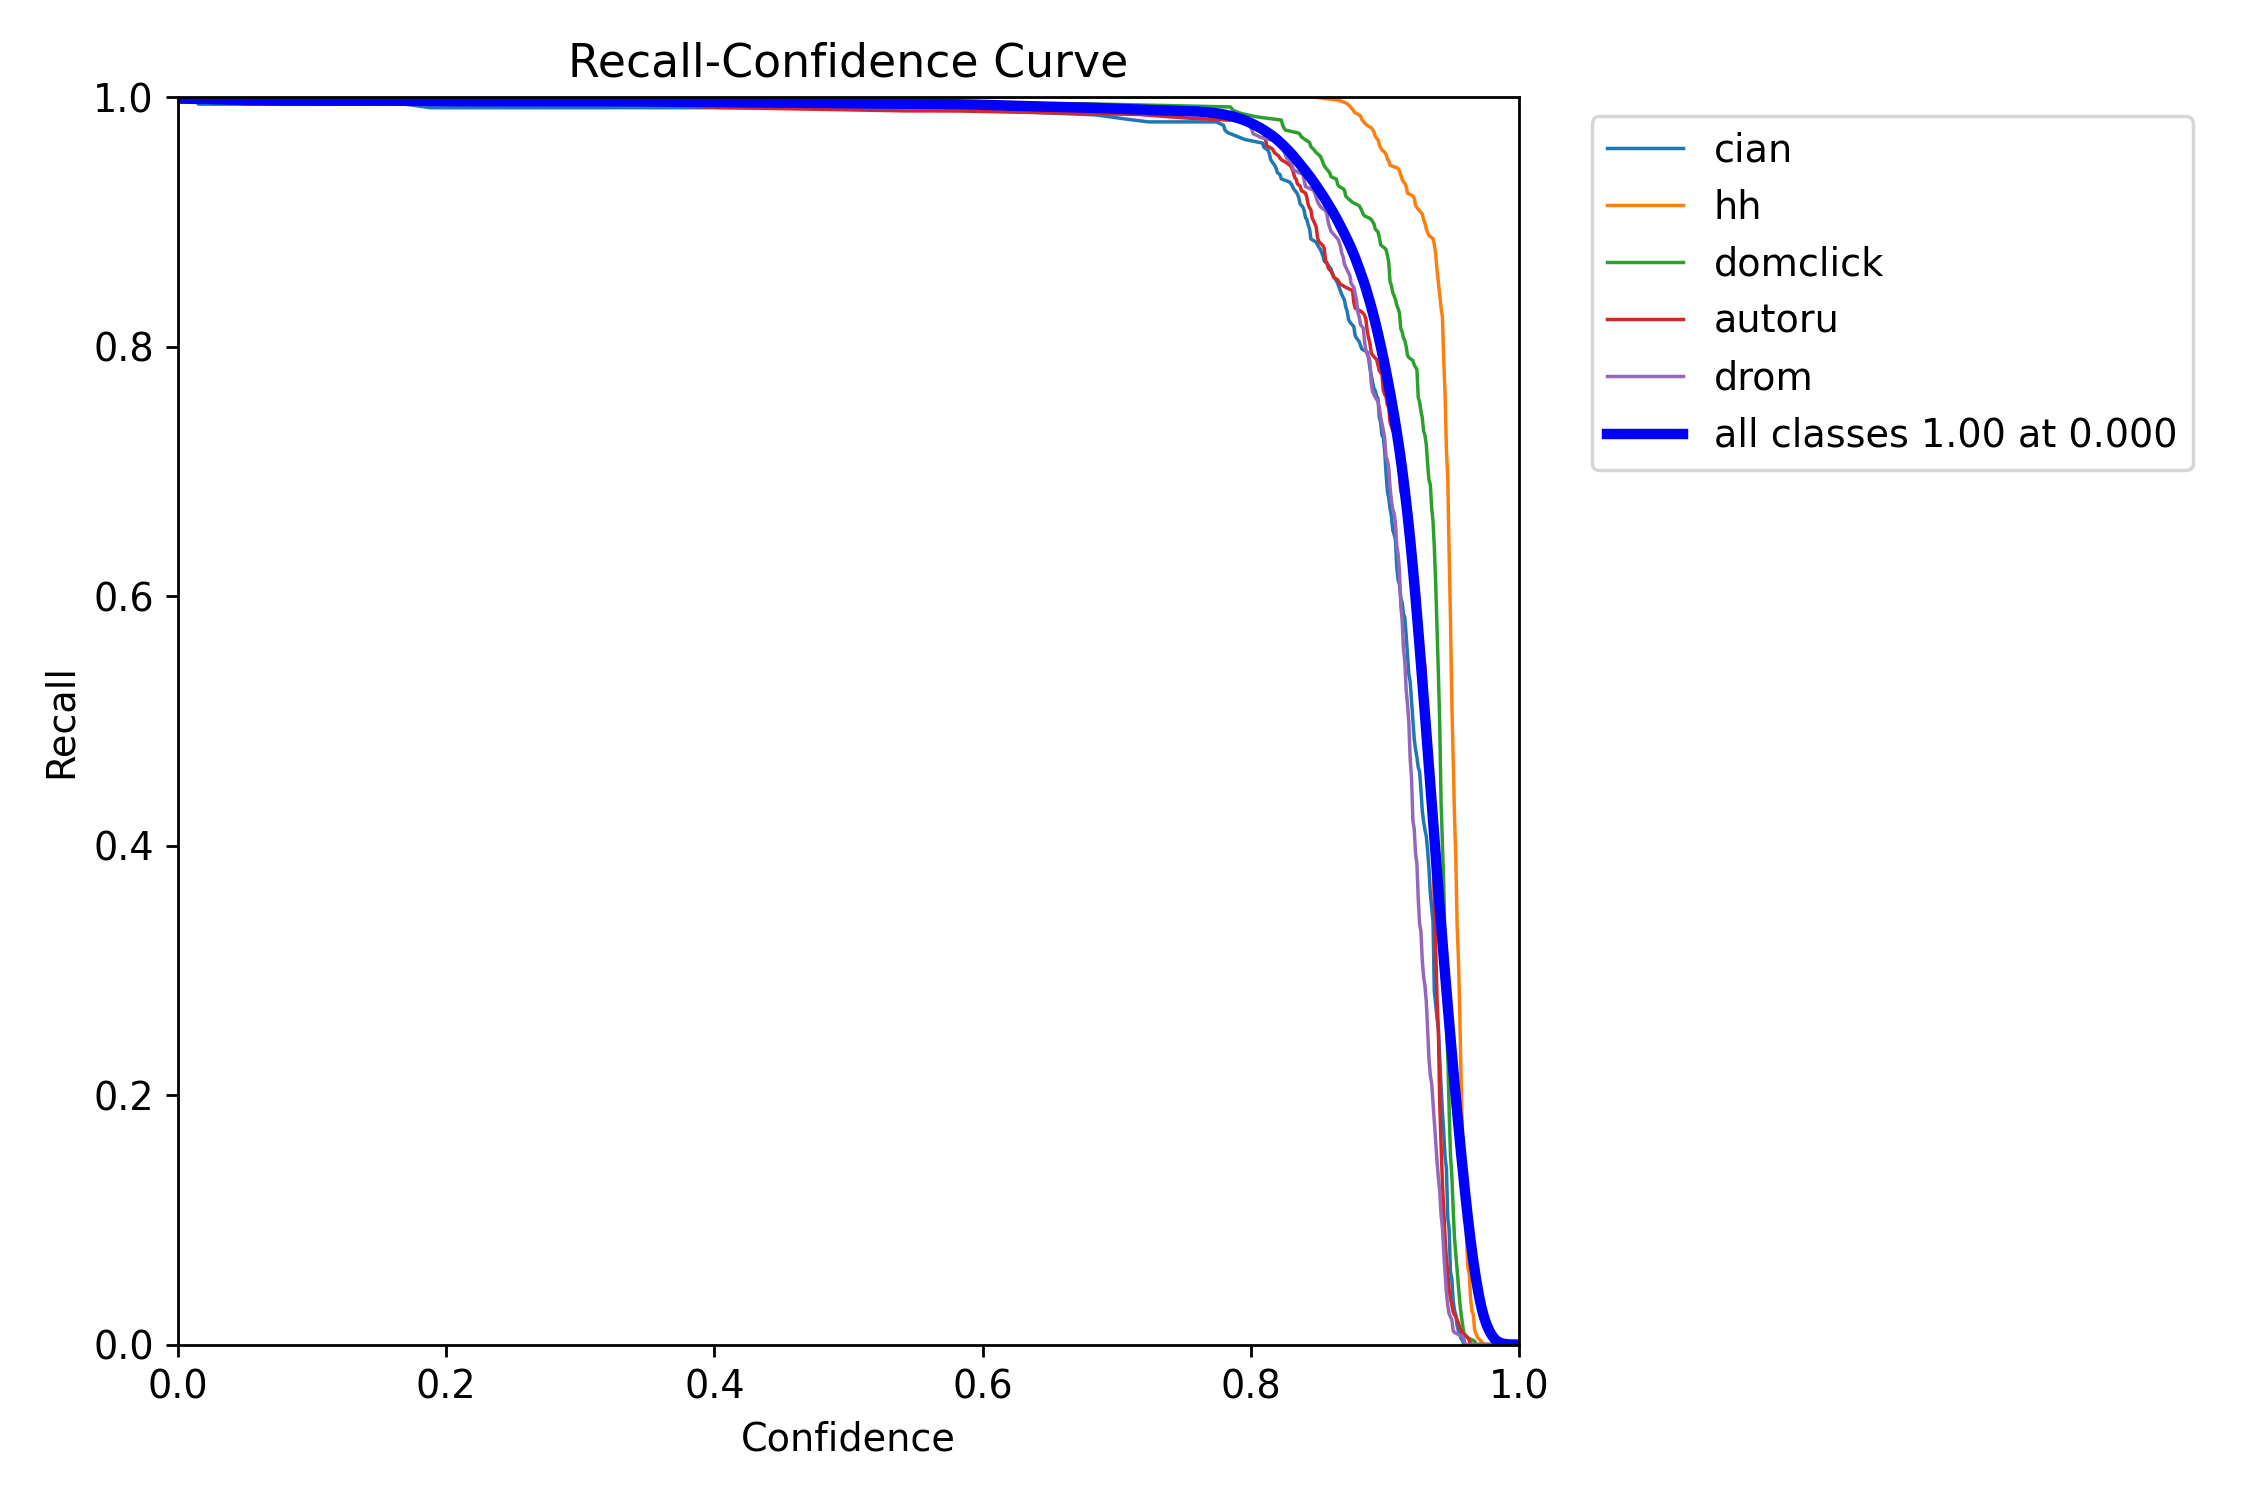 Recall-Confidence Curve
1.0
0.8
0.6
0.4
0.2
0.0
Recall
0.0 0.2 0.4 0.6 0.8 1.0
Confidence
cian
hh
domclick
autoru
drom
all classes 1.00 at 0.000